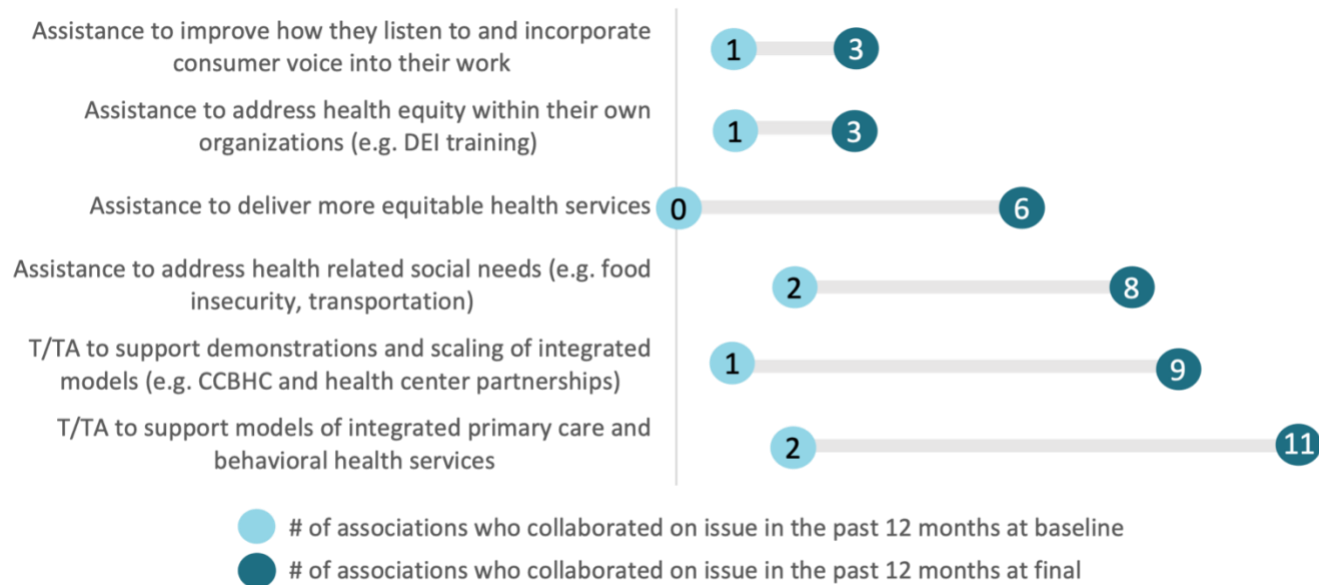 Assistance to improve how they listen to and incorporate
consumer voice into their work
1
3
Assistance to address health equity within their own
organizations (e.g. DEI training)
1
3
Assistance to deliver more equitable health services
0
6
Assistance to address health related social needs (e.g. food
insecurity, transportation)
2
8
T/TA to support demonstrations and scaling of integrated
models (e.g. CCBHC and health center partnerships)
1
9
T/TA to support models of integrated primary care and
behavioral health services
2
11
# of associations who collaborated on issue in the past 12 months at baseline
# of associations who collaborated on issue in the past 12 months at final